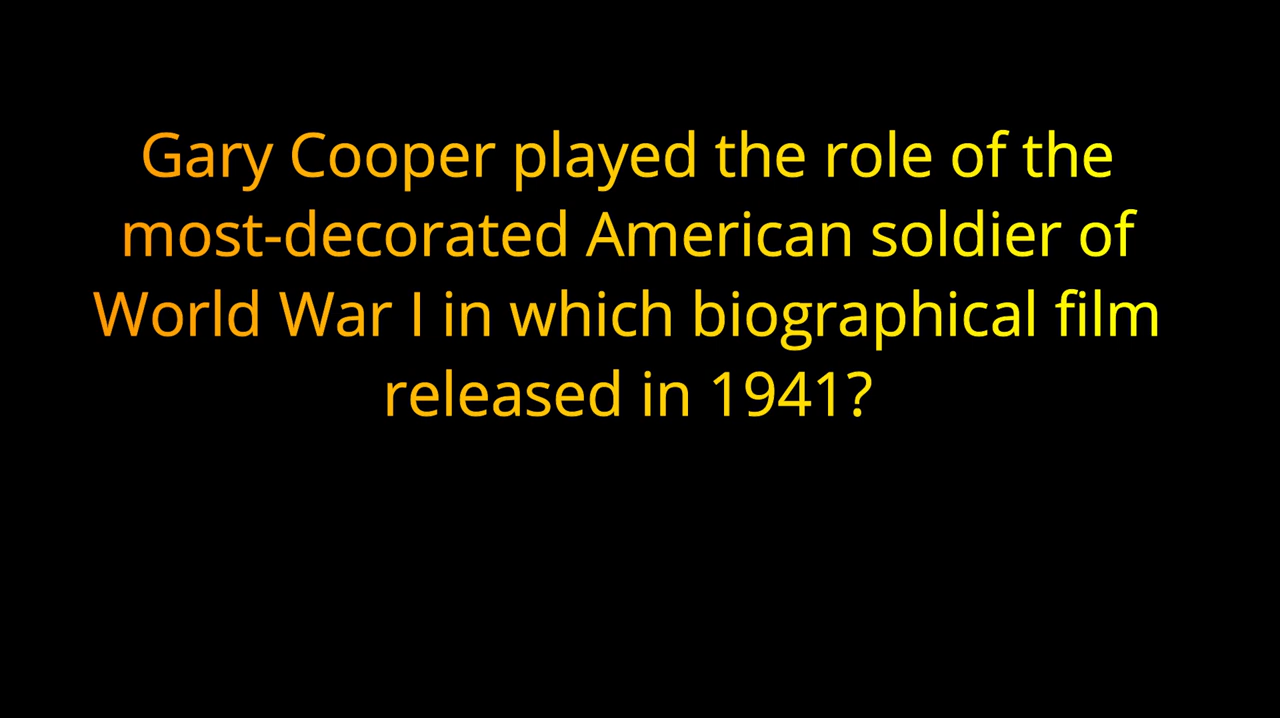 Gary Cooper played the role of the
most-decorated American soldier of
World War I in which biographical film
released in 1941?